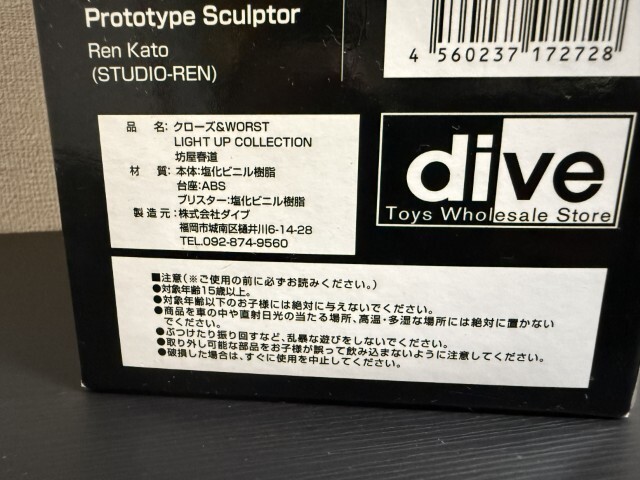 Prototype Sculptor
Ren Kato
(STUDIO-REN)
4 560237 172728
品 名:クローズ&WORST
LIGHT UP COLLECTION
坊屋春道
材 質:本体:塩化ビニル樹脂
台座:ABS
ブリスター:塩化ビニル樹脂
製造元:株式会社ダイブ
福岡市城南区樋井川6-14-28
TEL.092-874-9560
dive
Toys Wholesale Store
■注意(※ご使用の前に必ずお読みください。)
●対象年齢15歳以上。
●対象年齢以下のお子様には絶対に与えないでください。
●商品を車の中や直射日光の当たる場所、高温・多湿な場所には絶対に置かない
でください。
●ぶつけたり振り回すなど、乱暴な遊びをしないでください。
●取り外し可能な部品をお子様が誤って飲み込まないように注意してください。
●破損した場合は、すぐに使用を中止してください。